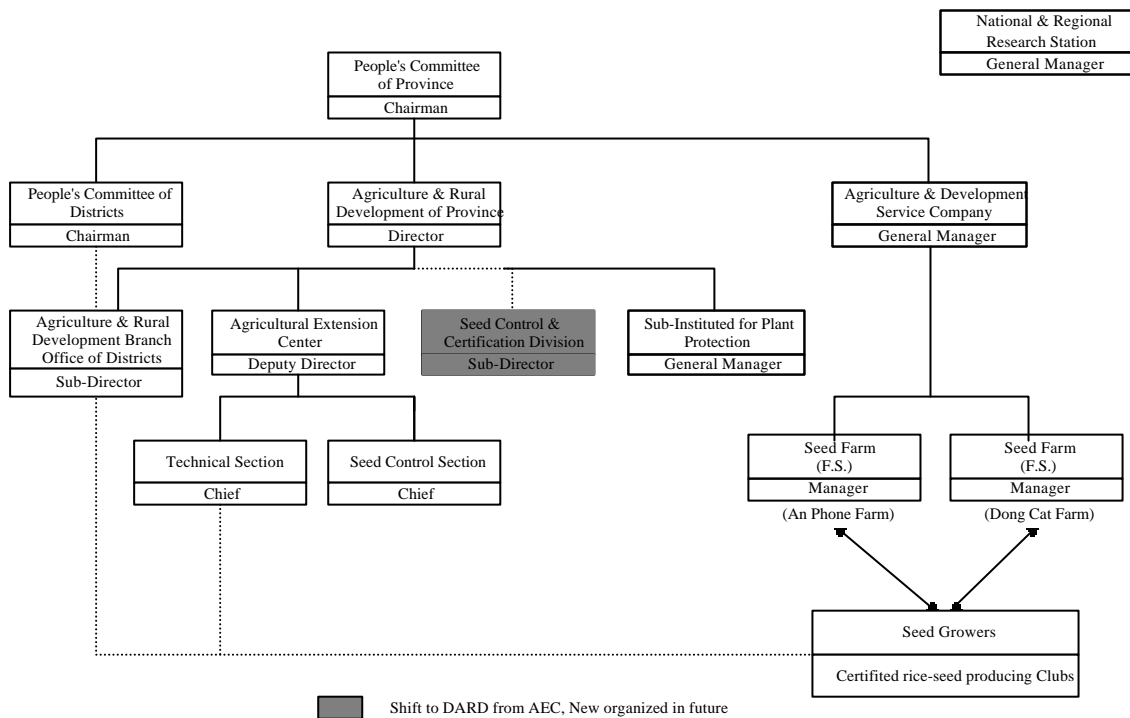 National & Regional
Research Station
General Manager
People's Committee
of Province
Chairman
People's Committee of
Districts
Chairman
Agriculture & Rural
Development of Province
Director
Agriculture & Development
Service Company
General Manager
Agriculture & Rural
Development Branch
Office of Districts
Sub-Director
Agricultural Extension
Center
Deputy Director
Seed Control &
Certification Division
Sub-Director
Sub-Instituted for Plant
Protection
General Manager
Technical Section
Chief
Seed Control Section
Chief
Seed Farm
(F.S.)
Manager
(An Phone Farm)
Seed Farm
(F.S.)
Manager
(Dong Cat Farm)
Seed Growers
Certifited rice-seed producing Clubs
Shift to DARD from AEC, New organized in future